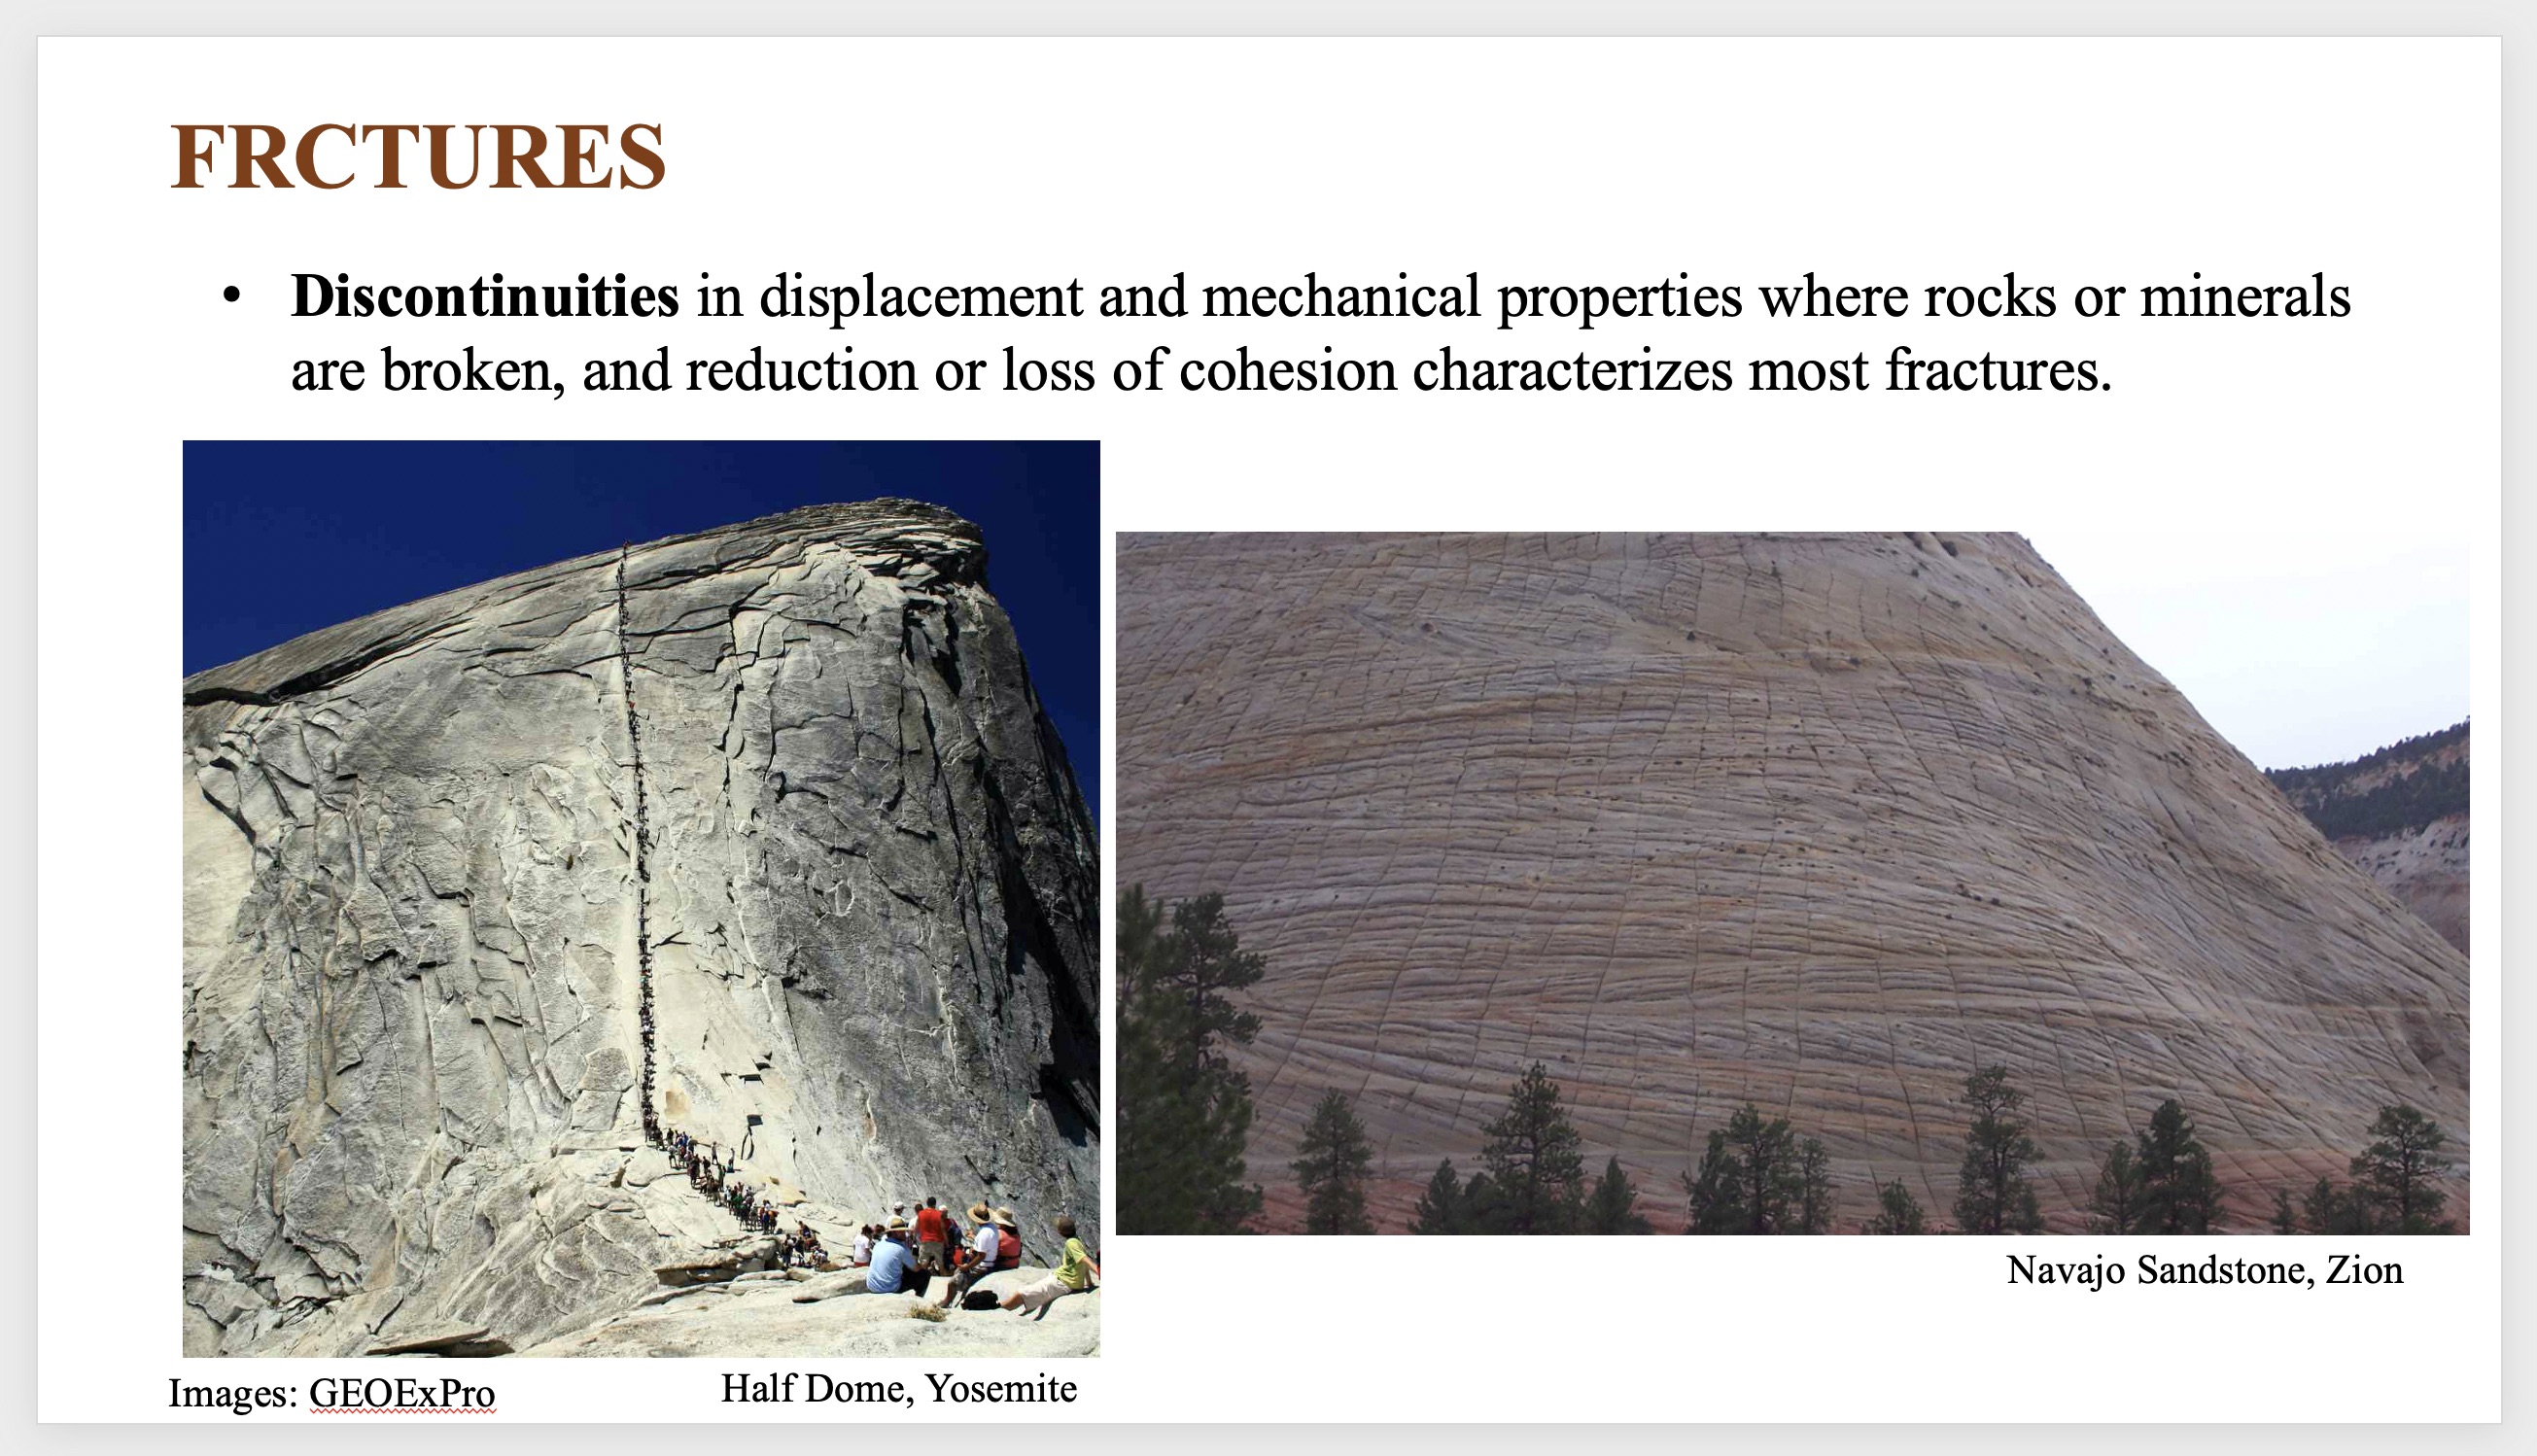 FRCTURES
• Discontinuities in displacement and mechanical properties where rocks or minerals
are broken, and reduction or loss of cohesion characterizes most fractures.
Navajo Sandstone, Zion
Images: GEOExPro
Half Dome, Yosemite